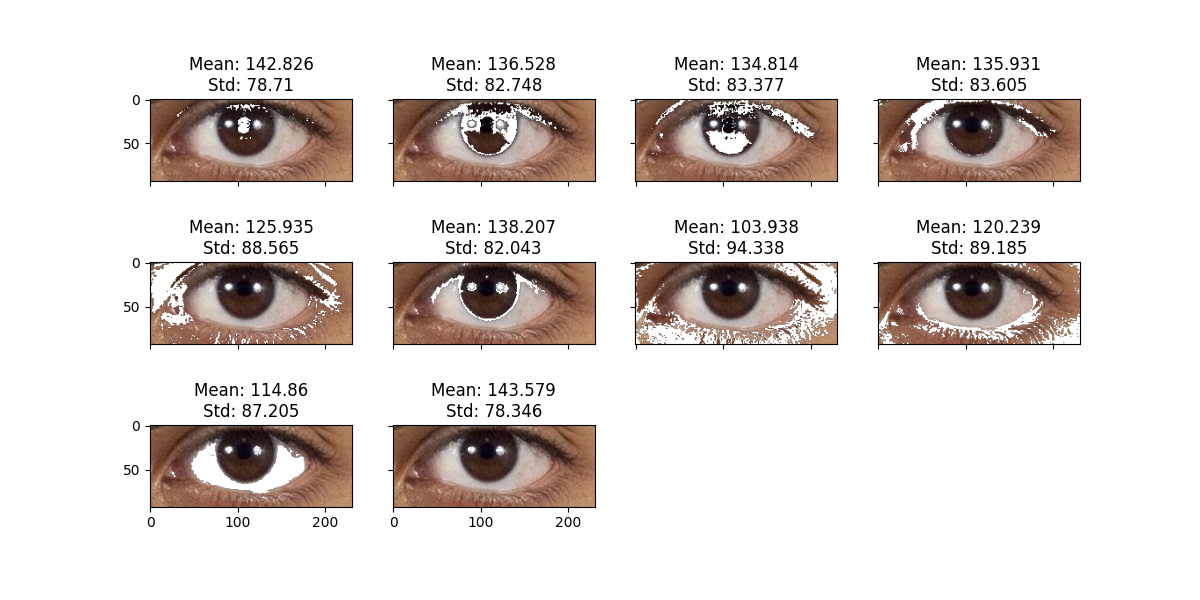 Mean: 142.826
Std: 78.71
Mean: 136.528
Std: 82.748
Mean: 134.814
Std: 83.377
Mean: 135.931
Std: 83.605
0
50
Mean: 125.935
Std: 88.565
Mean: 138.207
Std: 82.043
Mean: 103.938
Std: 94.338
Mean: 120.239
Std: 89.185
0
50
Mean: 114.86
Std: 87.205
Mean: 143.579
Std: 78.346
0
50
0 100 200
0 100 200